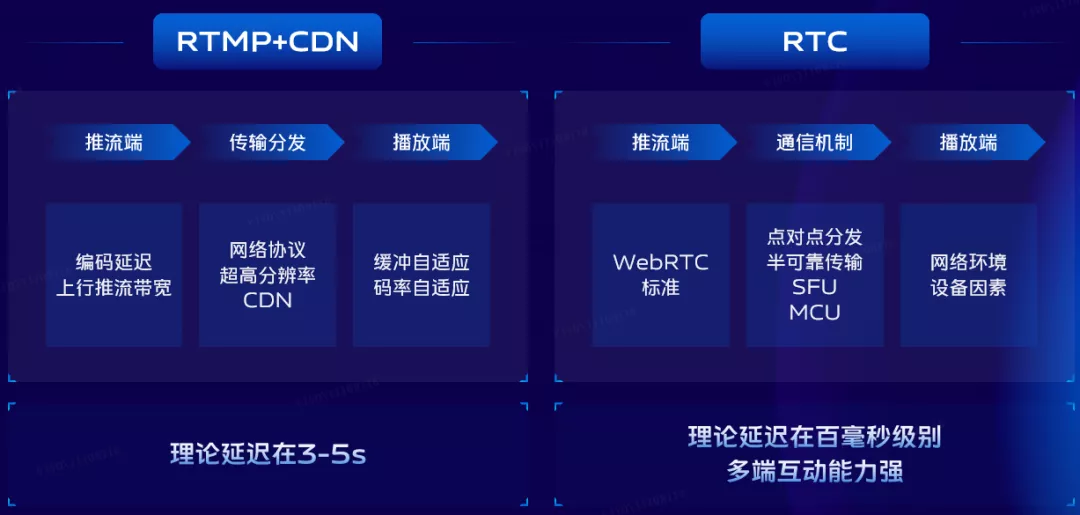 RTMP+CDN
推流端
传输分发
播放端
编码延迟
上行推流带宽
网络协议
超高分辨率
CDN
缓冲自适应
码率自适应
理论延迟在3-5s
RTC
推流端
通信机制
播放端
WebRTC
标准
点对点分发
半可靠传输
SFU
MCU
网络环境
设备因素
理论延迟在百毫秒级别
多端互动能力强